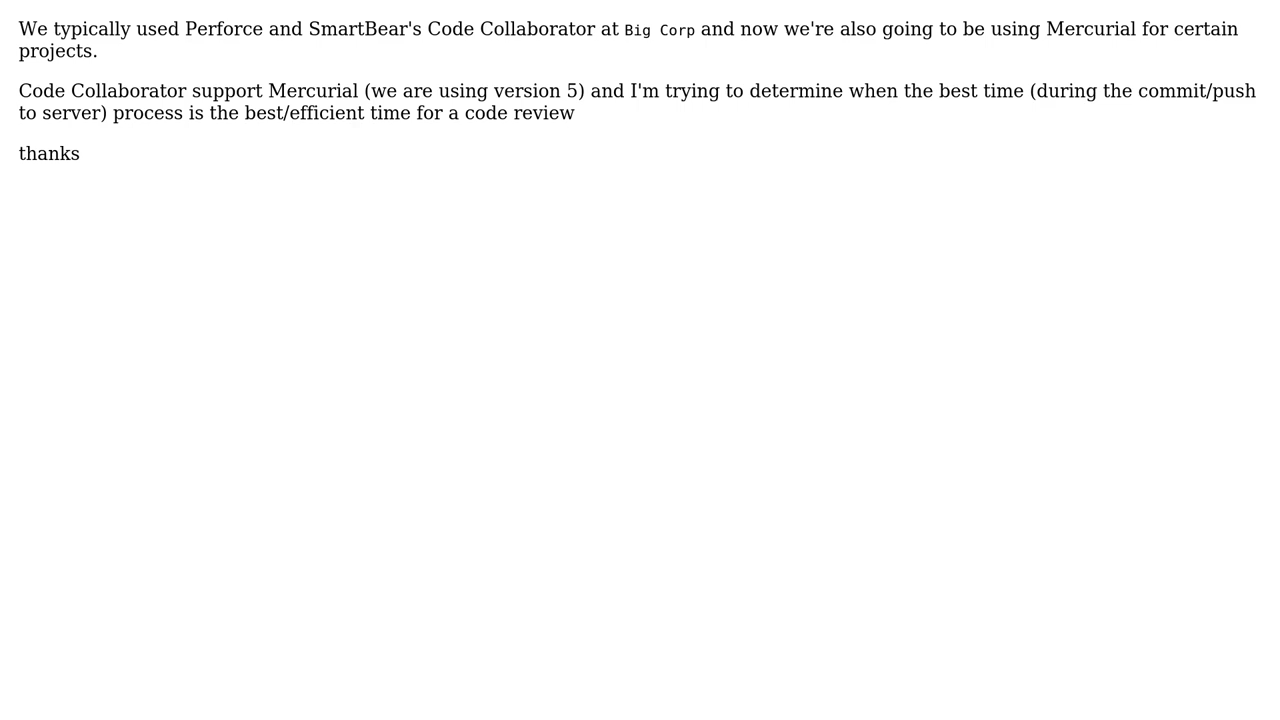 We typically used Perforce and SmartBear's Code Collaborator at Big Corp and now we're also going to be using Mercurial for certain
projects.
Code Collaborator support Mercurial (we are using version 5) and I'm trying to determine when the best time (during the commit/push
to server) process is the best/efficient time for a code review
thanks